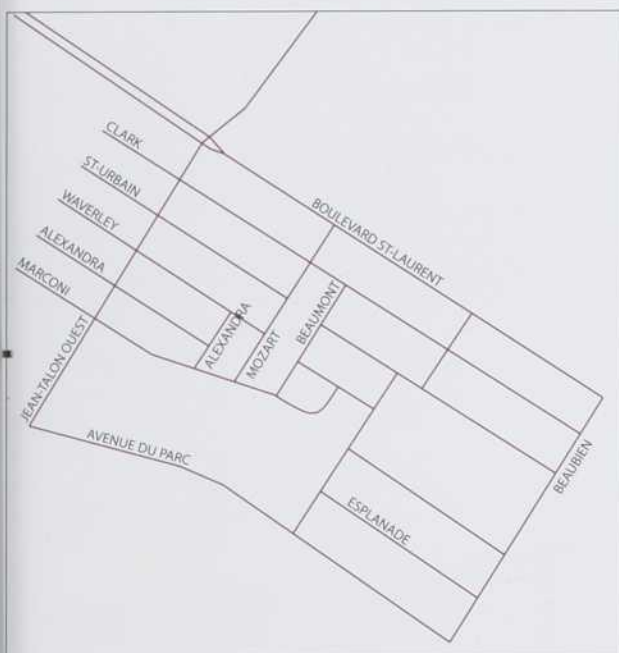 CLARK
ST-URBAIN
WAVERLEY
ALEXANDRA
MARCONI
BOULEVARD ST-LAURENT
BEAUMONT
ALEXANDRA
MOZART
JEAN-TALON OUEST
AVENUE DU PARC
ESPLANADE
BEAUBIEN